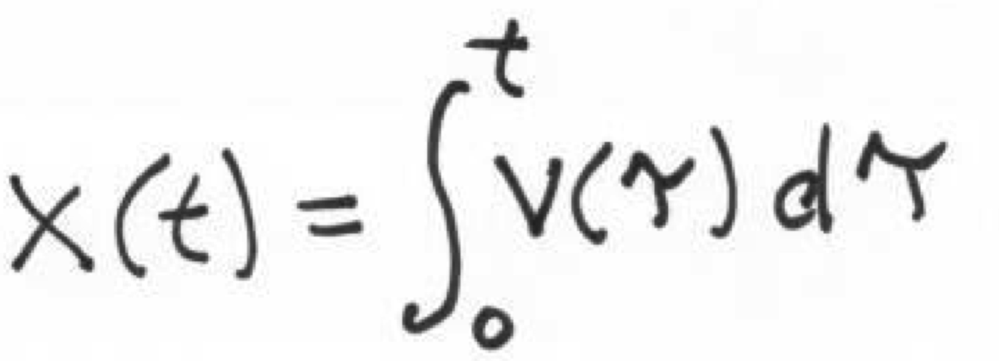 x(t) = ∫₀ᵗ v(τ) dτ